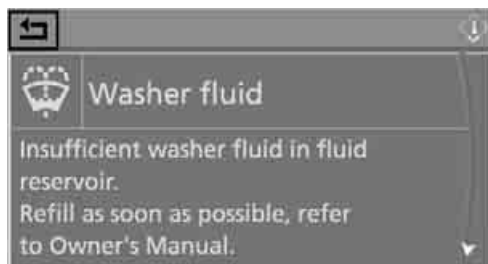 Washer fluid
Insufficient washer fluid in fluid
reservoir.
Refill as soon as possible, refer
to Owner's Manual.